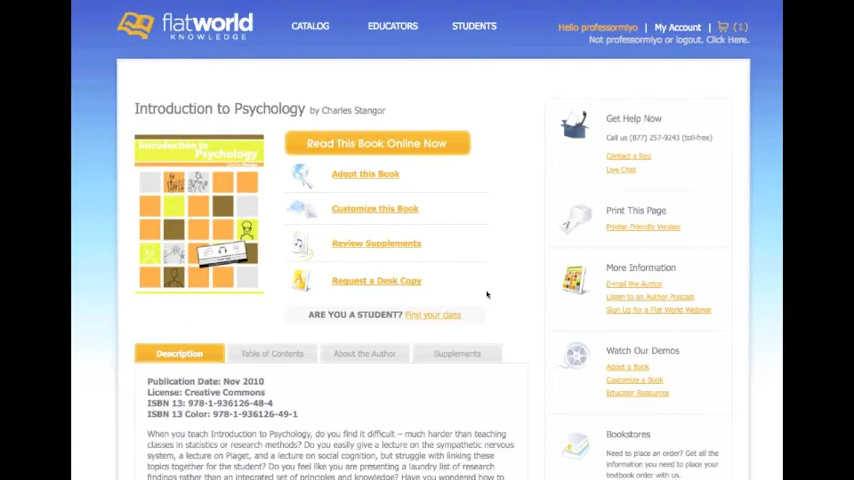 flatworld
KNOWLEDGE
CATALOG
EDUCATORS
STUDENTS
Hello professormiyo | My Account | (1)
Not professormiyo or logout. Click Here.
Introduction to Psychology by Charles Stangor
Introduction to
Psychology
Read This Book Online Now
Adopt this Book
Customize this Book
Review Supplements
Request a Desk Copy
ARE YOU A STUDENT? Find your class
Description
Table of Contents
About the Author
Supplements
Publication Date: Nov 2010
License: Creative Commons
ISBN 13: 978-1-936126-48-4
ISBN 13 Color: 978-1-936126-49-1
When you teach Introduction to Psychology, do you find it difficult – much harder than teaching
classes in statistics or research methods? Do you easily give a lecture on the sympathetic nervous
system, a lecture on Piaget, and a lecture on social cognition, but struggle with linking these
topics together for the student? Do you feel like you are presenting a laundry list of research
findings rather than an integrated set of principles and knowledge? Have you wondered how to
Get Help Now
Call us (877) 257-9243 (toll-free)
Contact a Rep
Live Chat
Print This Page
Printer Friendly Version
More Information
E-mail the Author
Listen to an Author Podcast
Sign Up for a Flat World Webinar
Watch Our Demos
Adopt a Book
Customize a Book
Educator Resources
Bookstores
Need to place an order? Get all the
information you need to place your
textbook order with us.